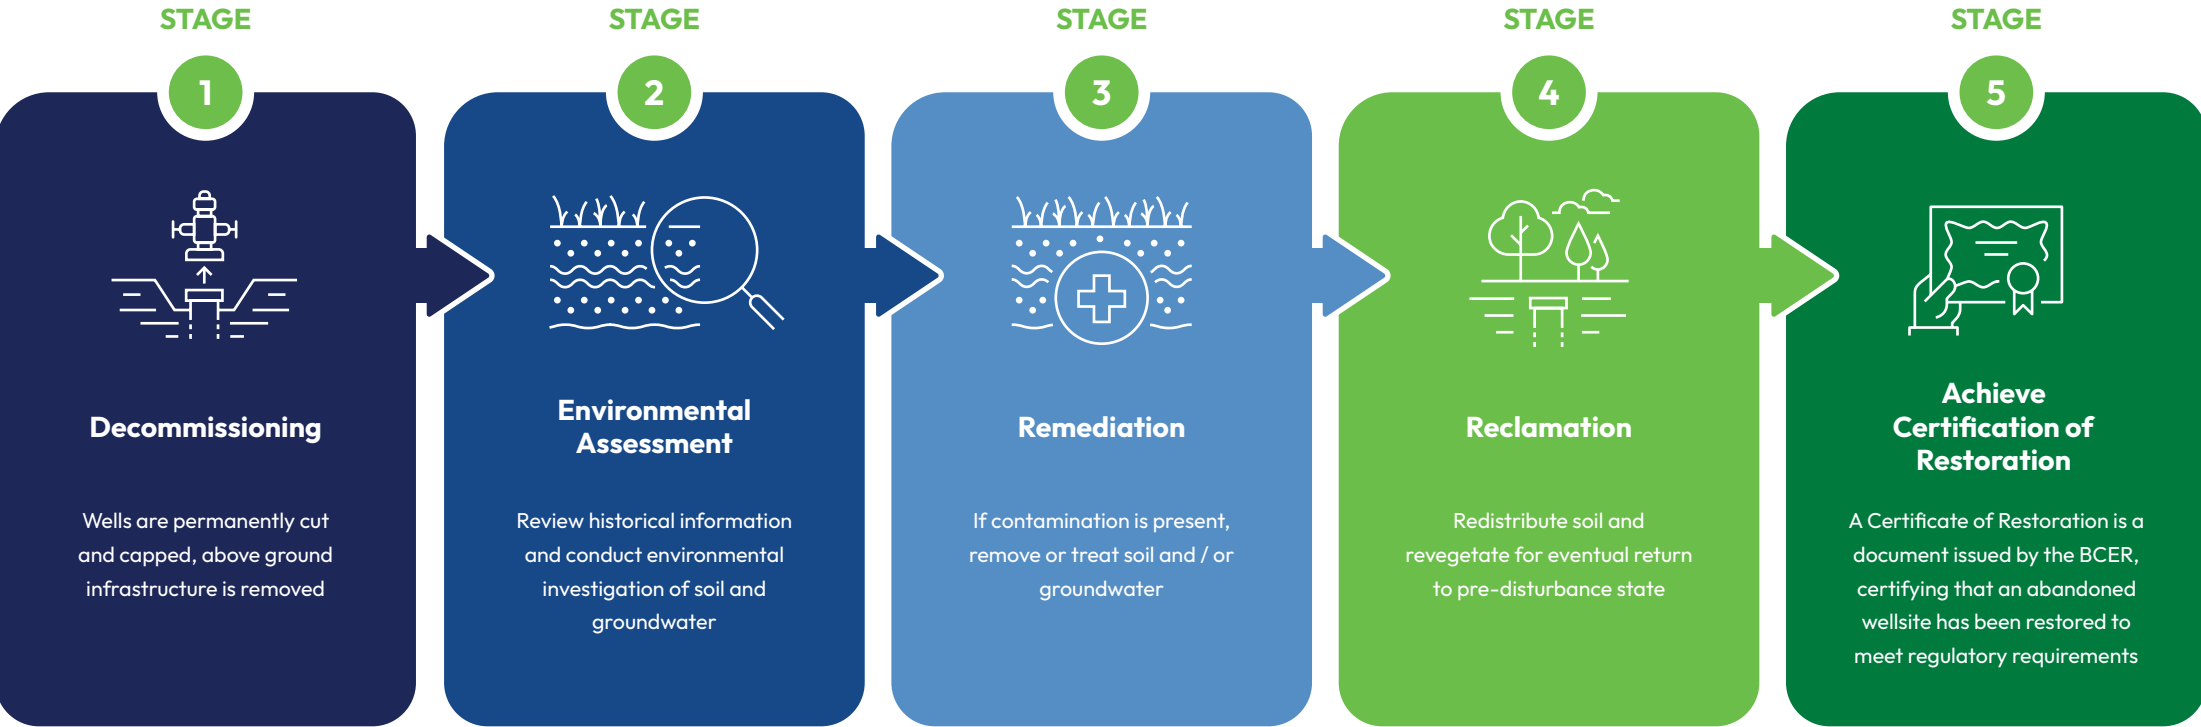 STAGE
1
Decommissioning
Wells are permanently cut
and capped, above ground
infrastructure is removed
STAGE
2
Environmental
Assessment
Review historical information
and conduct environmental
investigation of soil and
groundwater
STAGE
3
Remediation
If contamination is present,
remove or treat soil and / or
groundwater
STAGE
4
Reclamation
Redistribute soil and
revegetate for eventual return
to pre-disturbance state
STAGE
5
Achieve
Certification of
Restoration
A Certificate of Restoration is a
document issued by the BCER,
certifying that an abandoned
wellsite has been restored to
meet regulatory requirements